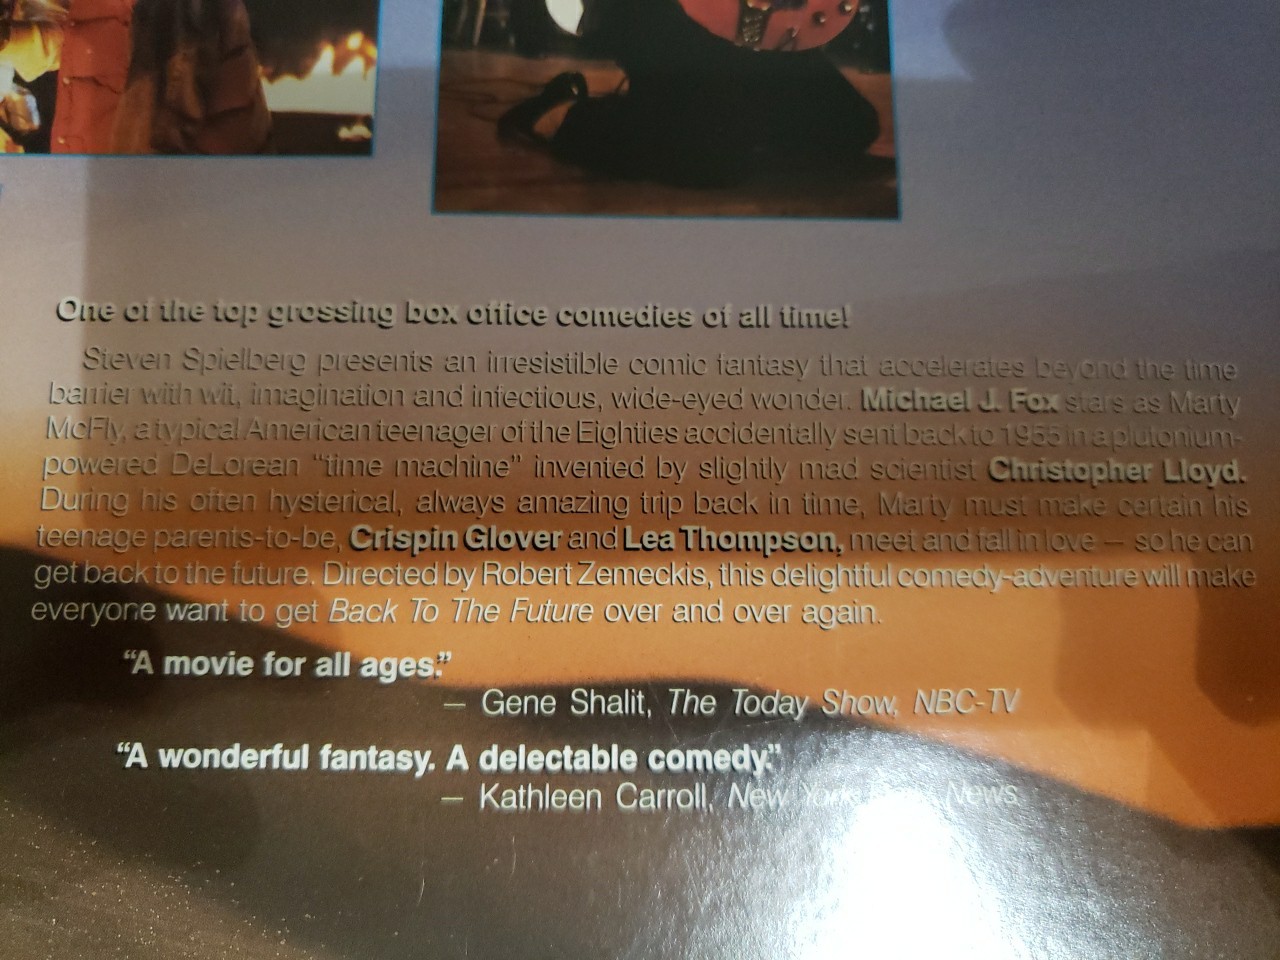 One of the top grossing box office comedies of all time!
Steven Spielberg presents an irresistible comic fantasy that accelerates beyond the time
barrier with wit, imagination and infectious, wide-eyed wonder. Michael J. Fox stars as Marty
McFly, a typical American teenager of the Eighties accidentally sent back to 1955 in a plutonium-
powered DeLorean “time machine” invented by slightly mad scientist Christopher Lloyd.
During his often hysterical, always amazing trip back in time, Marty must make certain his
teenage parents-to-be, Crispin Glover and Lea Thompson, meet and fall in love — so he can
get back to the future. Directed by Robert Zemeckis, this delightful comedy-adventure will make
everyone want to get Back To The Future over and over again.
“A movie for all ages.”
— Gene Shalit, The Today Show, NBC-TV
“A wonderful fantasy. A delectable comedy.”
— Kathleen Carroll, New York News